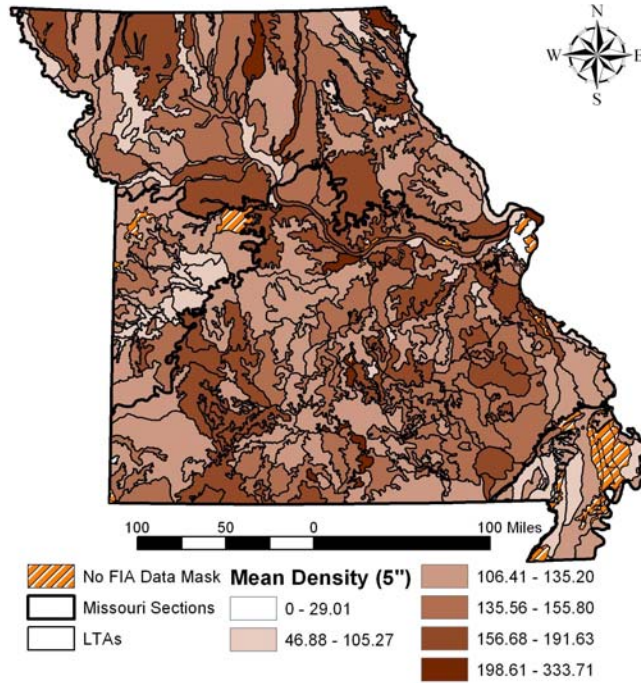 N
W E
S
100 50 0 100 Miles
No FIA Data Mask
Missouri Sections
LTAs
Mean Density (5")
0 - 29.01
46.88 - 105.27
106.41 - 135.20
135.56 - 155.80
156.68 - 191.63
198.61 - 333.71